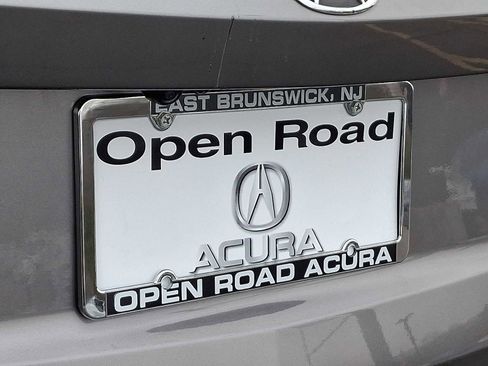 EAST BRUNSWICK, NJ
Open Road
ACURA
OPEN ROAD ACURA